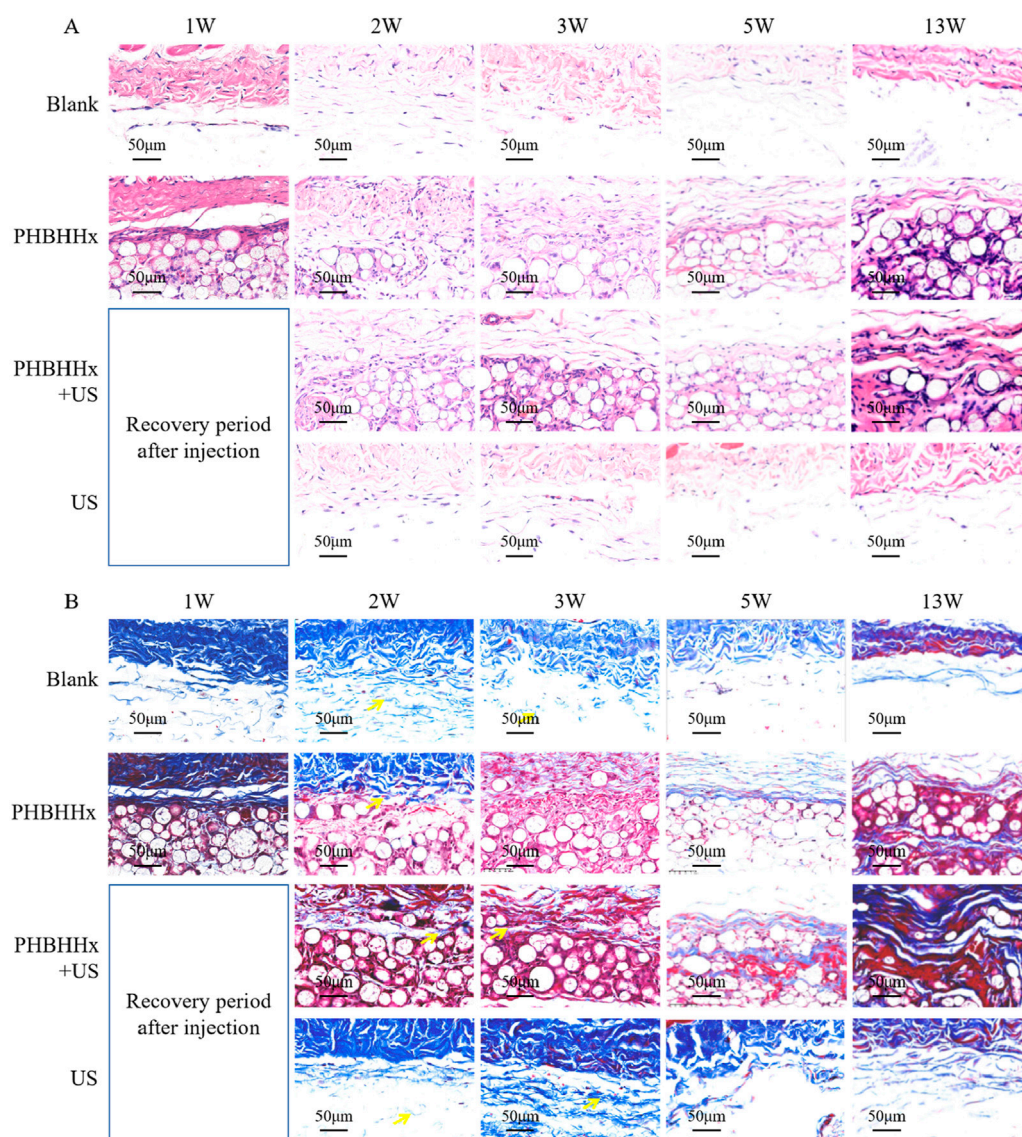 A 1W 2W 3W 5W 13W
Blank 50μm 50μm 50μm 50μm 50μm
PHBHHx 50μm 50μm 50μm 50μm 50μm
PHBHHx
+US 50μm 50μm 50μm 50μm
Recovery period
after injection
US 50μm 50μm 50μm 50μm
B 1W 2W 3W 5W 13W
Blank 50μm 50μm 50μm 50μm 50μm
PHBHHx 50μm 50μm 50μm 50μm 50μm
PHBHHx
+US 50μm 50μm 50μm 50μm
Recovery period
after injection
US 50μm 50μm 50μm 50μm